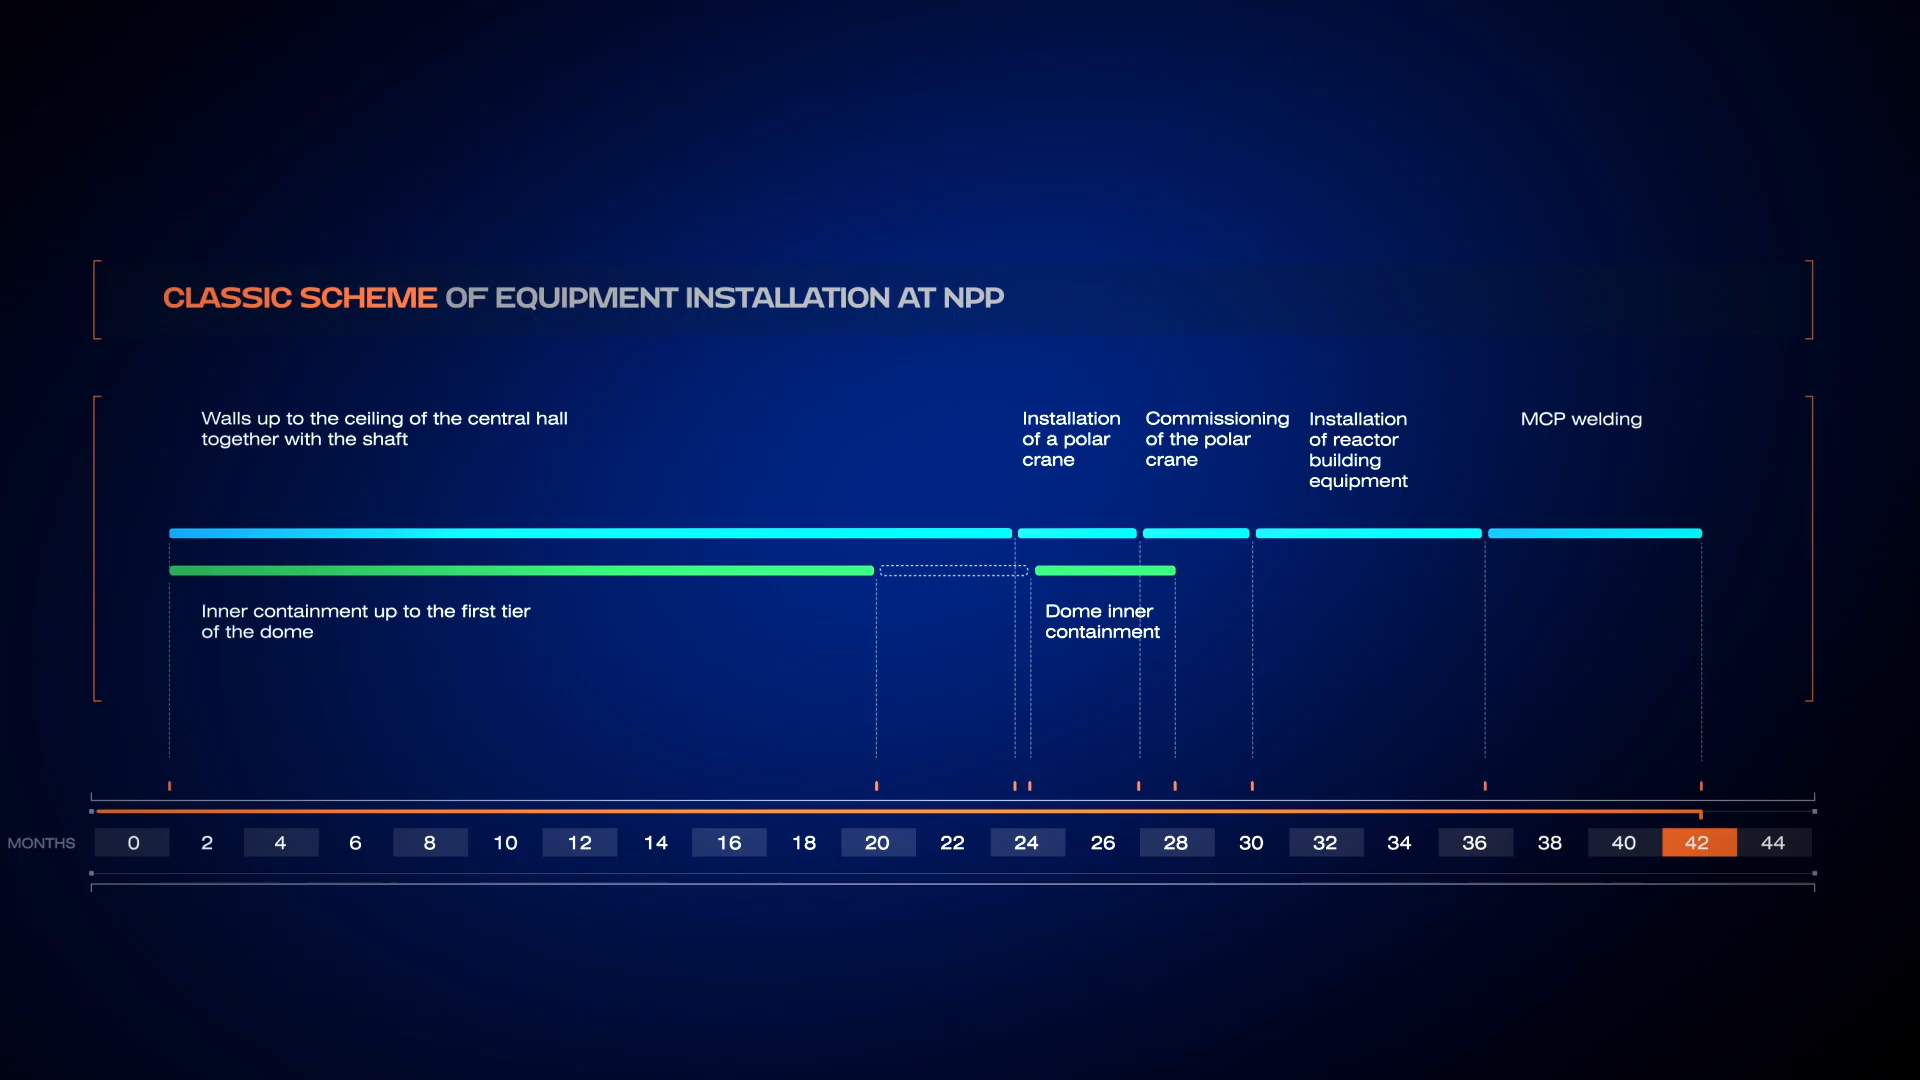 CLASSIC SCHEME OF EQUIPMENT INSTALLATION AT NPP
Walls up to the ceiling of the central hall
together with the shaft
Installation
of a polar
crane
Commissioning
of the polar
crane
Installation
of reactor
building
equipment
MCP welding
Inner containment up to the first tier
of the dome
Dome inner
containment
MONTHS 0 2 4 6 8 10 12 14 16 18 20 22 24 26 28 30 32 34 36 38 40 42 44